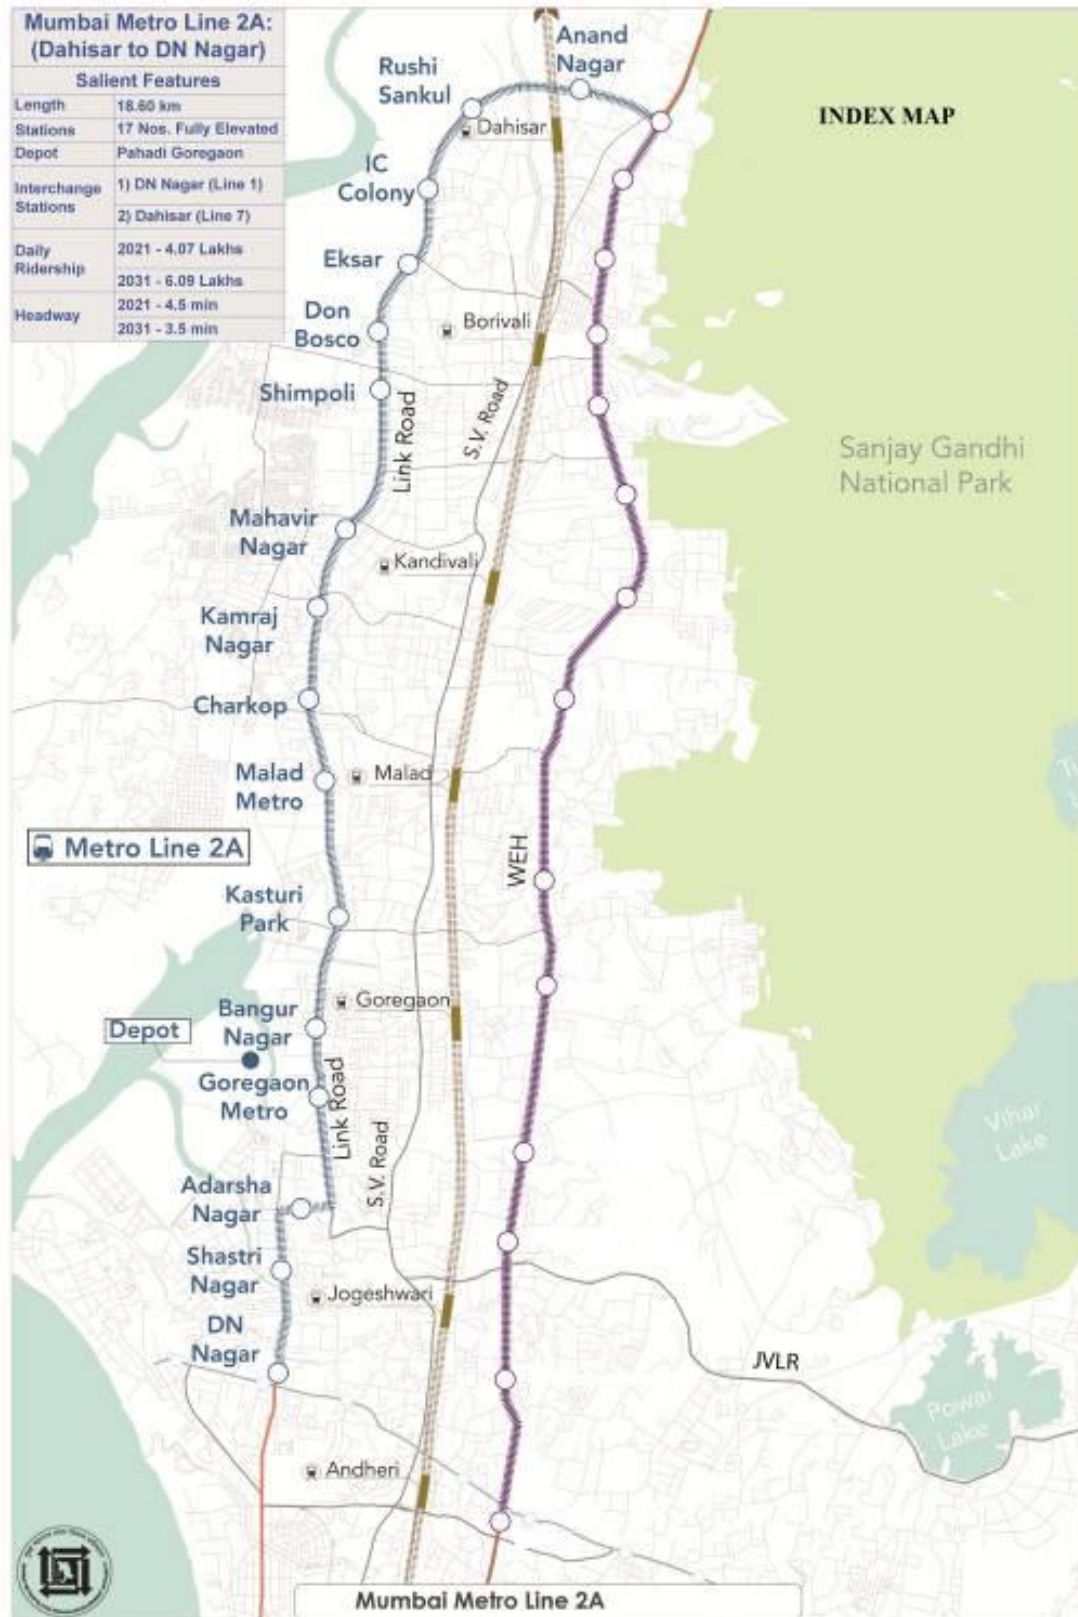 Mumbai Metro Line 2A:
(Dahisar to DN Nagar)
Salient Features
Length 18.60 km
Stations 17 Nos. Fully Elevated
Depot Pahadi Goregaon
Interchange Stations 1) DN Nagar (Line 1)
2) Dahisar (Line 7)
Daily Ridership 2021 - 4.07 Lakhs
2031 - 6.09 Lakhs
Headway 2021 - 4.5 min
2031 - 3.5 min
INDEX MAP
Anand
Nagar
Rushi
Sankul
Dahisar
IC
Colony
Eksar
Don
Bosco
Borivali
Shimpoli
Link Road
S.V. Road
Sanjay Gandhi
National Park
Mahavir
Nagar
Kandivali
Kamraj
Nagar
Charkop
Malad
Metro
Malad
Metro Line 2A
WEH
Kasturi
Park
Goregaon
Bangur
Nagar
Depot
Goregaon
Metro
Link Road
S.V. Road
Vihar
Lake
Adarsha
Nagar
Shastri
Nagar
Jogeshwari
DN
Nagar
JVLR
Powai
Lake
Andheri
Mumbai Metro Line 2A